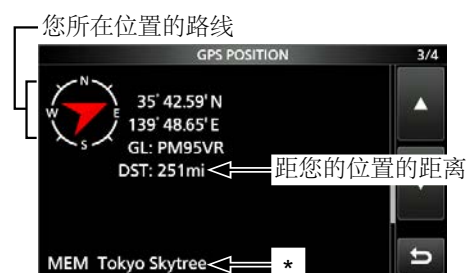 您所在位置的路线
GPS POSITION 3/4
N
W E
S
35° 42.59' N
139° 48.65' E
GL: PM95VR
DST: 251mi 距您的位置的距离
MEM Tokyo Skytree *